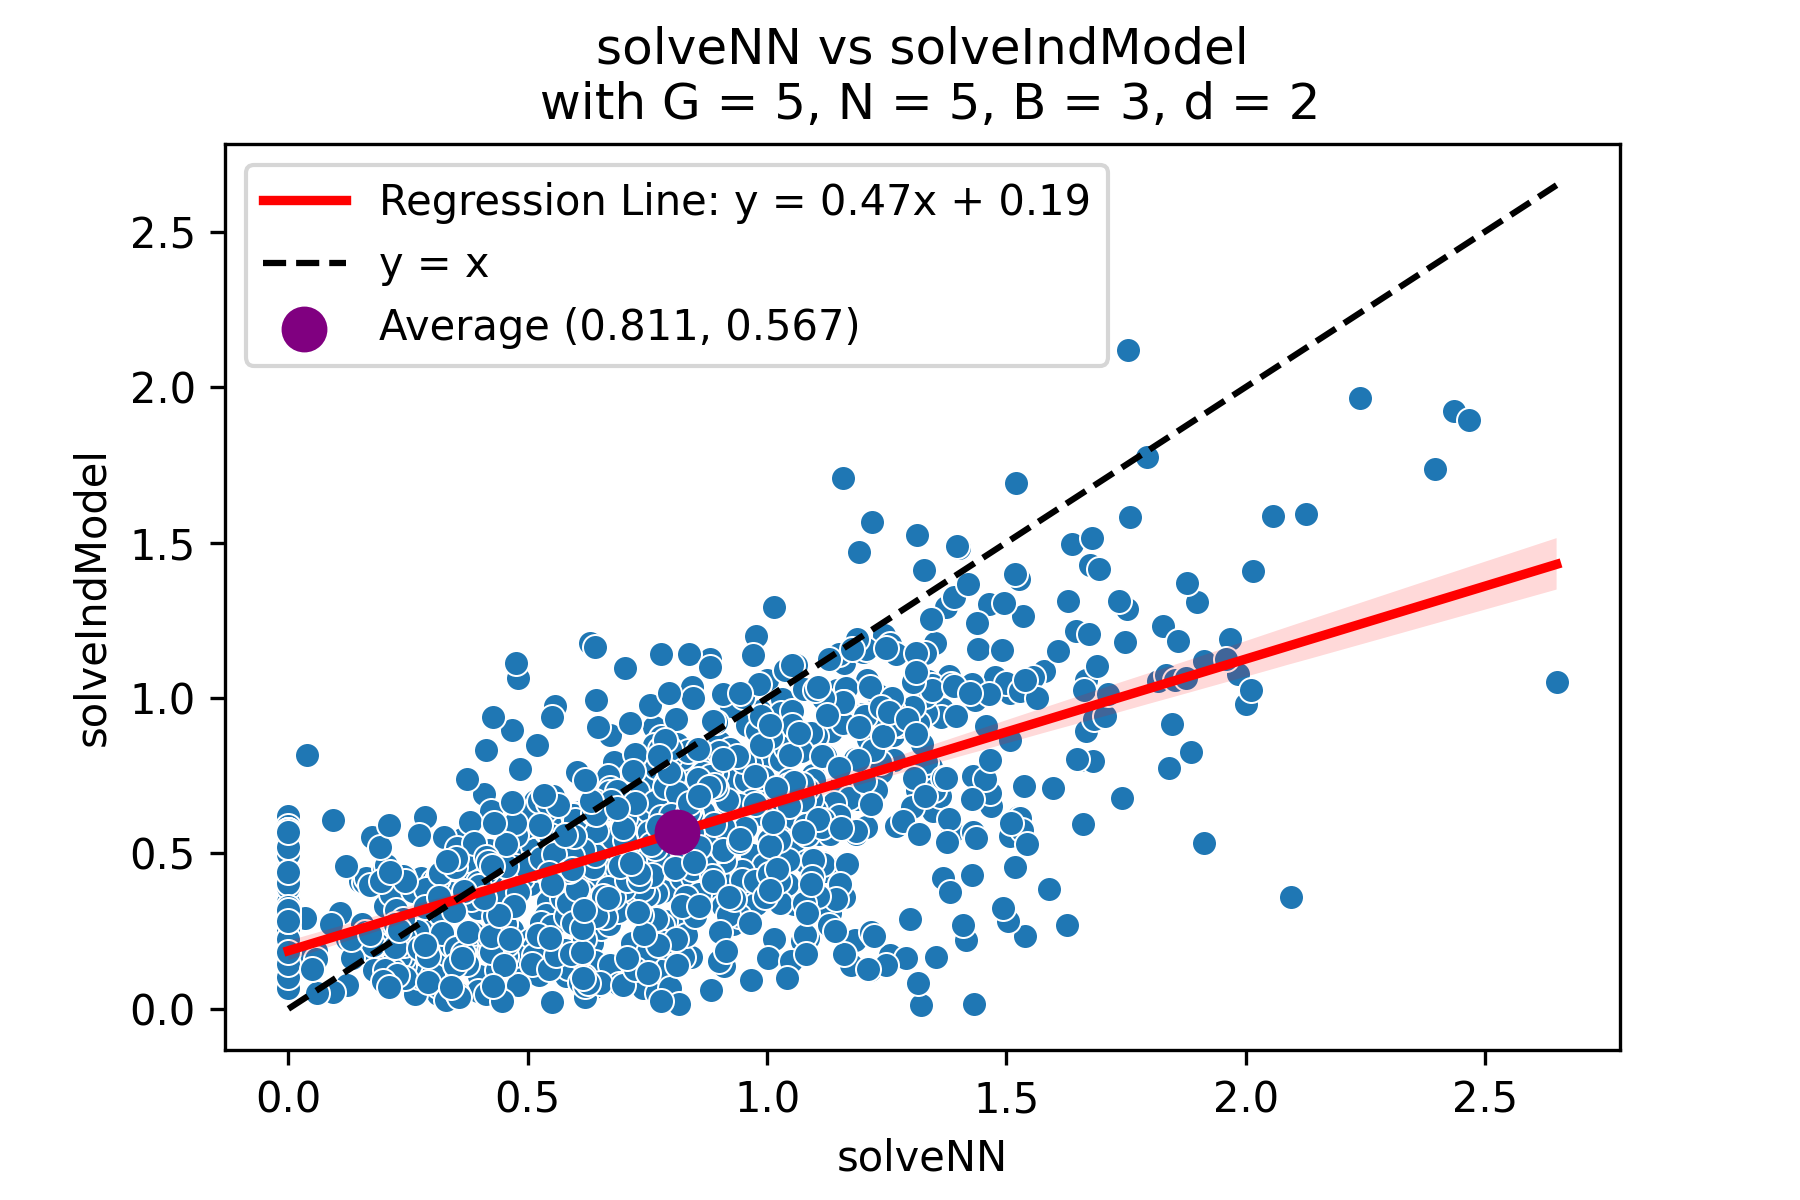 solveNN vs solveIndModel
with G = 5, N = 5, B = 3, d = 2
Regression Line: y = 0.47x + 0.19
y = x
Average (0.811, 0.567)
2.5
2.0
1.5
1.0
0.5
0.0
solveIndModel
0.0 0.5 1.0 1.5 2.0 2.5
solveNN